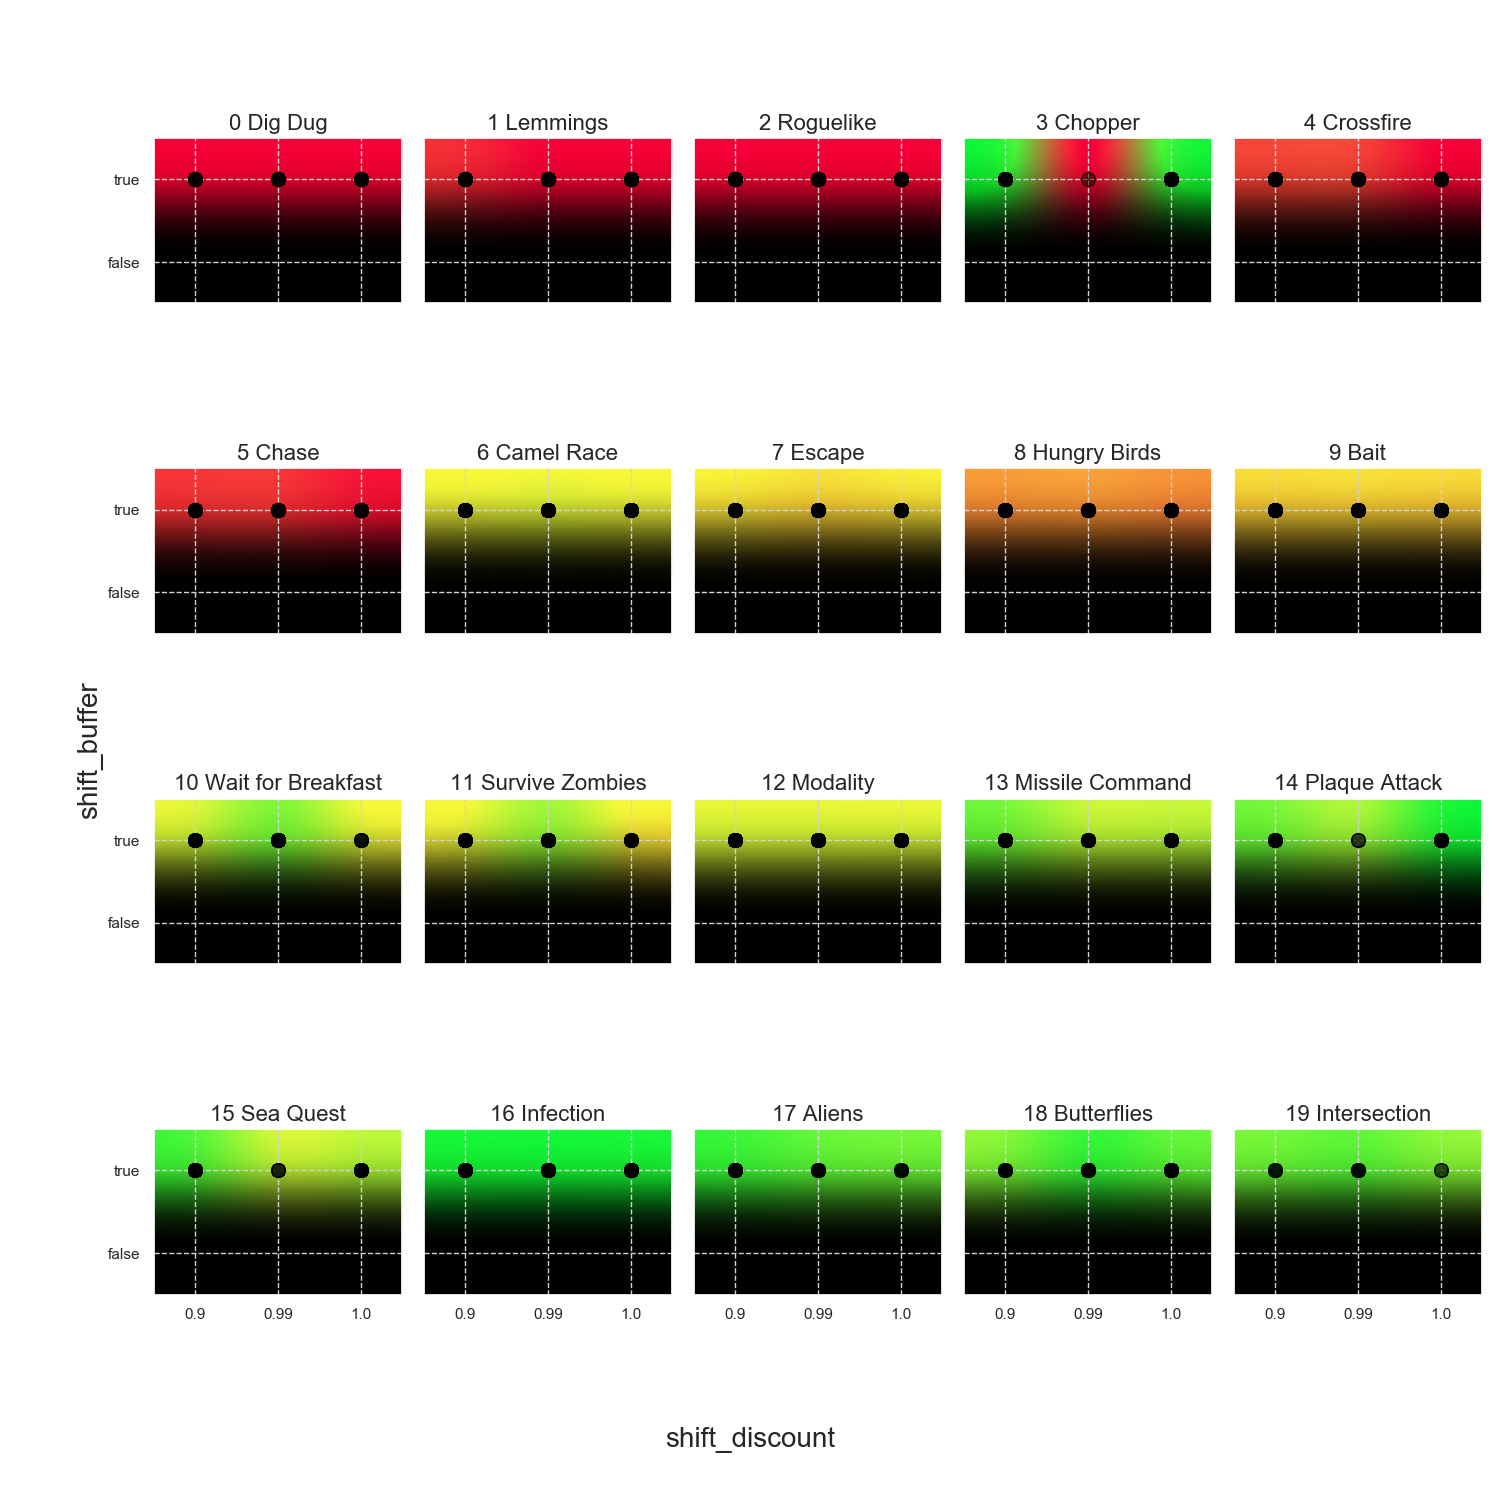 0 Dig Dug
1 Lemmings
2 Roguelike
3 Chopper
4 Crossfire
true
false
5 Chase
6 Camel Race
7 Escape
8 Hungry Birds
9 Bait
true
false
shift_buffer
10 Wait for Breakfast
11 Survive Zombies
12 Modality
13 Missile Command
14 Plaque Attack
true
false
15 Sea Quest
16 Infection
17 Aliens
18 Butterflies
19 Intersection
true
false
0.9 0.99 1.0
0.9 0.99 1.0
0.9 0.99 1.0
0.9 0.99 1.0
0.9 0.99 1.0
shift_discount